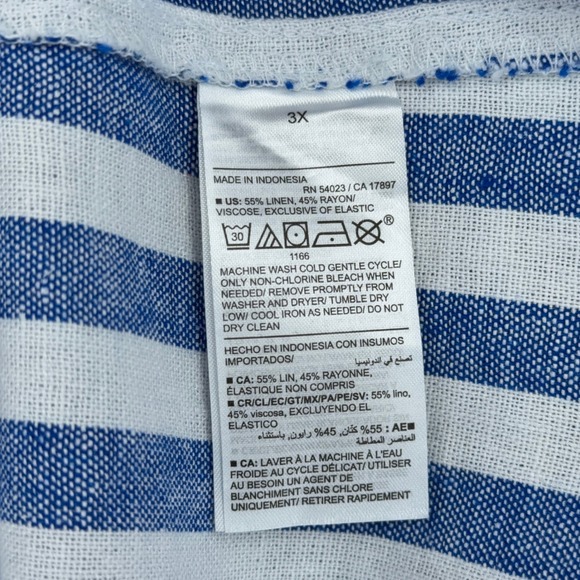 3X
MADE IN INDONESIA
RN 54023 / CA 17897
■ US: 55% LINEN, 45% RAYON/
VISCOSE, EXCLUSIVE OF ELASTIC
30 ®
1166
MACHINE WASH COLD GENTLE CYCLE/
ONLY NON-CHLORINE BLEACH WHEN
NEEDED/ REMOVE PROMPTLY FROM
WASHER AND DRYER/ TUMBLE DRY
LOW/ COOL IRON AS NEEDED/ DO NOT
DRY CLEAN
HECHO EN INDONESIA CON INSUMOS
IMPORTADOS/ تصنع في اندونيسيا
■ CA: 55% LIN, 45% RAYONNE,
ÉLASTIQUE NON COMPRIS
■ CR/CL/EC/GT/MX/PA/PE/SV: 55% lino,
45% viscosa, EXCLUYENDO EL
ELASTICO
■ AE: 55% كتّان, 45% رايون, باستثناء
العناصر المطاطة
■ CA: LAVER À LA MACHINE À L'EAU
FROIDE AU CYCLE DÉLICAT/ UTILISER
AU BESOIN UN AGENT DE
BLANCHIMENT SANS CHLORE
UNIQUEMENT/ RETIRER RAPIDEMENT